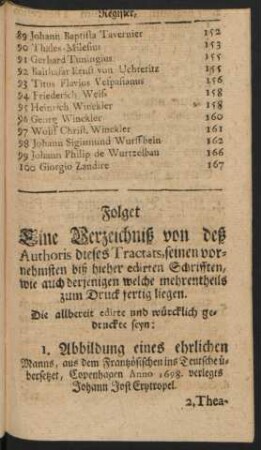 Register.
89 Johann Baptista Tavernier 152
90 Thales Milesius 153
91 Gerhard Tuningius 155
92 Balthasar Ernst von Uchteritz 155
93 Titus Flavius Vespasianus 156
94 Friederich Weise 158
95 Heinrich Winckler 158
96 Georg Winckler 160
97 Wolff Christ. Winckler 161
98 Johann Sigismund Wurffbein 162
99 Johann Philip de Wurtzelbau 166
100 Giorgio Zandire 167
Folget
Eine Verzeichniß von deß
Authoris dieses Tractats, seinen vor-
nehmsten biß hieher edirten Schrifften,
wie auch derjenigen welche mehrentheils
zum Druck fertig liegen.
Die allbereit edirte und würcklich ge-
druckte seyn:
1. Abbildung eines ehrlichen
Manns, aus dem Frantzösischen ins Teutsche ü-
bersetzet, Copenhagen Anno 1698. verlegts
Johann Jost Erytropel.
2. Thea-